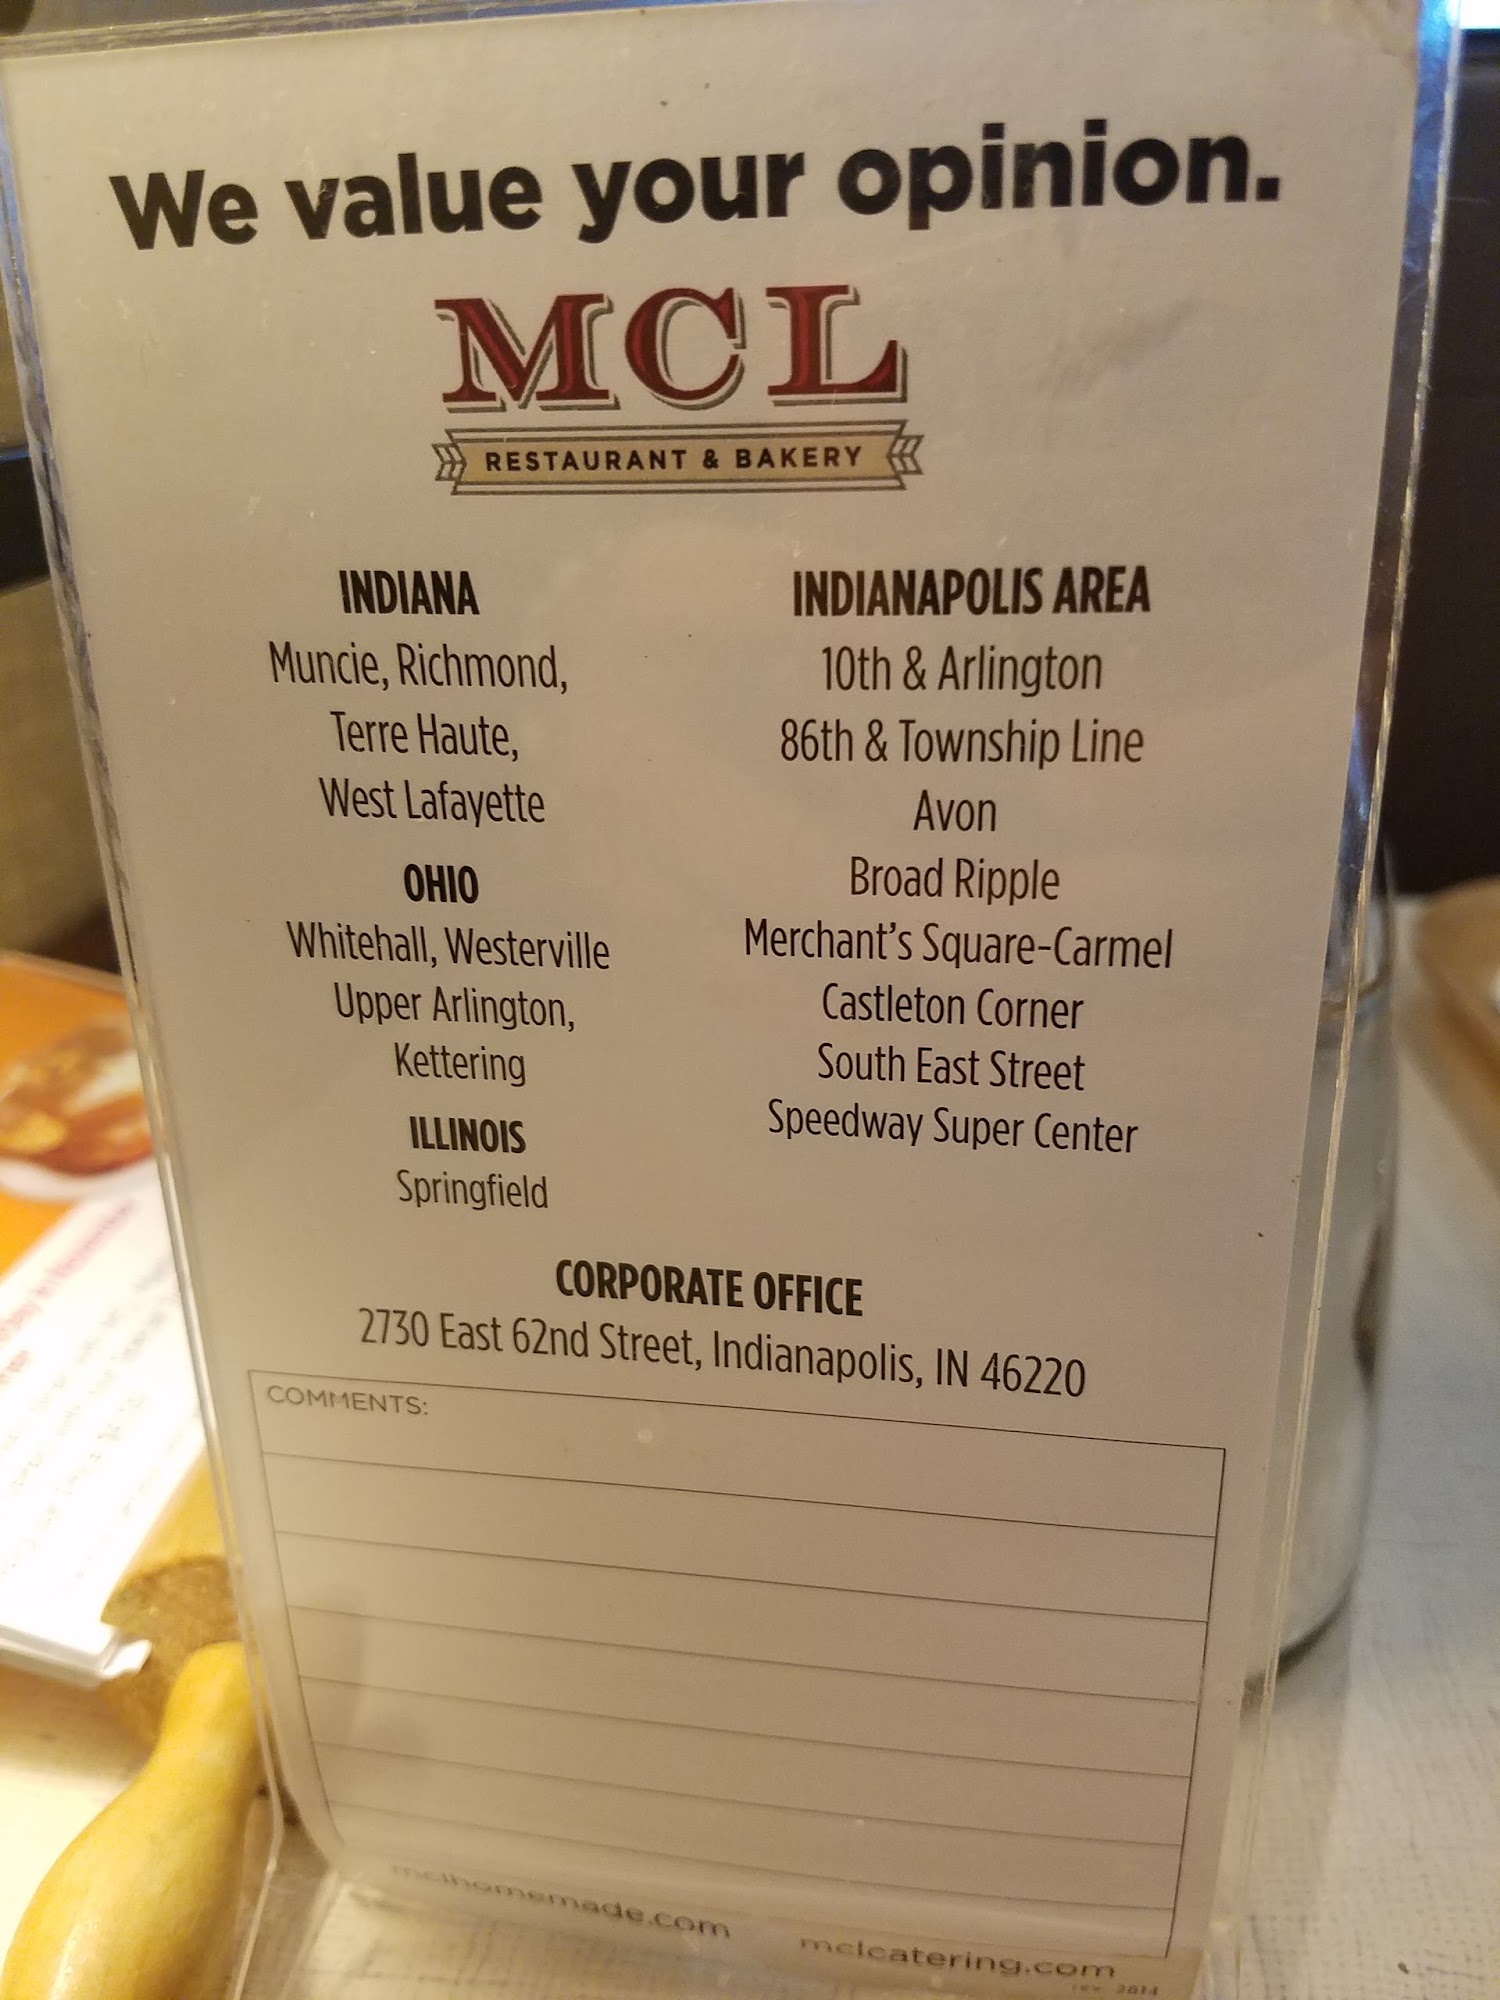 We value your opinion.
MCL
RESTAURANT & BAKERY
INDIANA
Muncie, Richmond,
Terre Haute,
West Lafayette
OHIO
Whitehall, Westerville
Upper Arlington,
Kettering
ILLINOIS
Springfield
INDIANAPOLIS AREA
10th & Arlington
86th & Township Line
Avon
Broad Ripple
Merchant's Square-Carmel
Castleton Corner
South East Street
Speedway Super Center
CORPORATE OFFICE
2730 East 62nd Street, Indianapolis, IN 46220
COMMENTS:
mclhomemade.com
mclcatering.com
rev. 2014